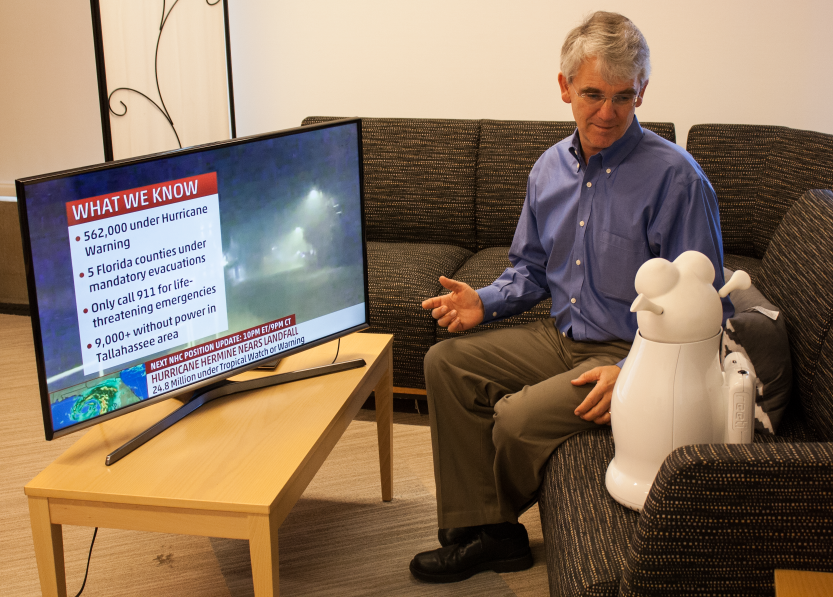 WHAT WE KNOW
• 562,000 under Hurricane
Warning
• 5 Florida counties under
mandatory evacuations
• Only call 911 for life-
threatening emergencies
• 9,000+ without power in
Tallahassee area
NEXT NHC POSITION UPDATE: 10PM ET/9PM CT
HURRICANE HERMINE NEARS LANDFALL
24.8 Million under Tropical Watch or Warning